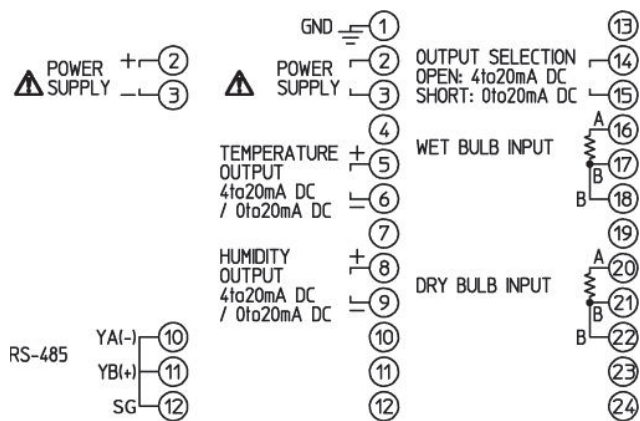 POWER SUPPLY
+ 2
- 3
RS-485
YA(-) 10
YB(+) 11
SG 12
GND 1
POWER SUPPLY
2
3
4
TEMPERATURE OUTPUT
4to20mA DC
/ 0to20mA DC
+ 5
- 6
7
HUMIDITY OUTPUT
4to20mA DC
/ 0to20mA DC
+ 8
- 9
10
11
12
13
OUTPUT SELECTION
OPEN: 4to20mA DC
SHORT: 0to20mA DC
14
15
WET BULB INPUT
A 16
B 17
B 18
19
DRY BULB INPUT
A 20
B 21
B 22
23
24